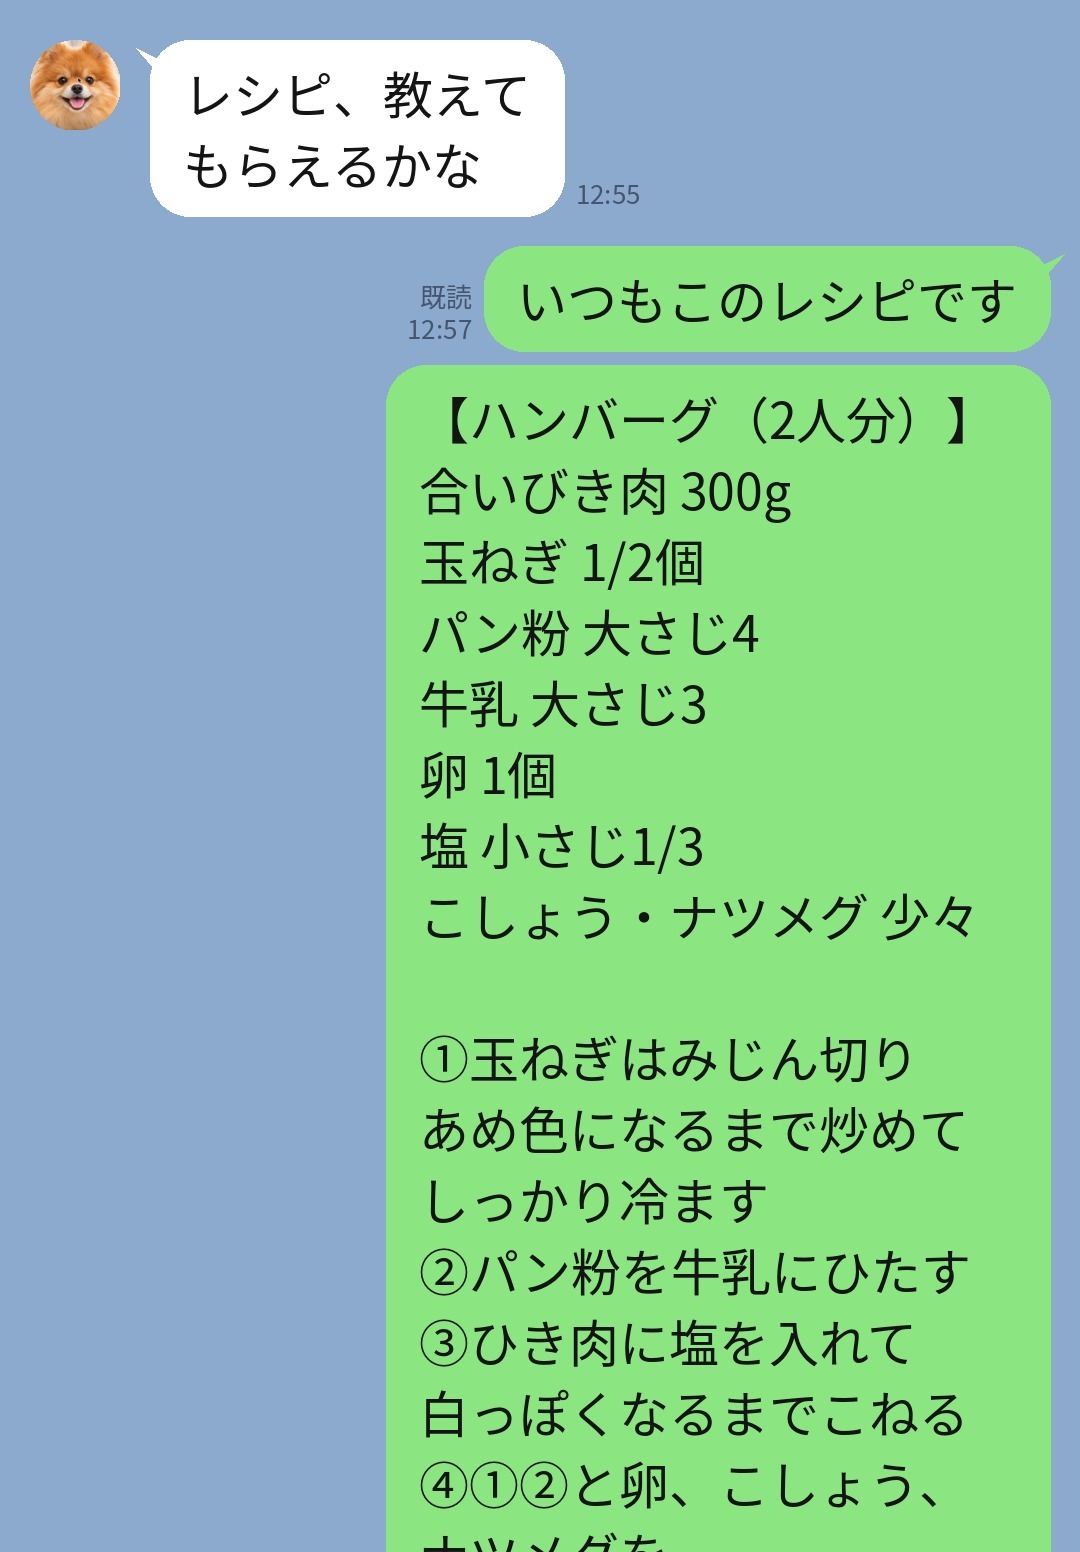 レシピ、教えて
もらえるかな
12:55
いつもこのレシピです
既読
12:57
【ハンバーグ（2人分）】
合いびき肉 300g
玉ねぎ 1/2個
パン粉 大さじ4
牛乳 大さじ3
卵 1個
塩 小さじ1/3
こしょう・ナツメグ 少々
①玉ねぎはみじん切り
あめ色になるまで炒めて
しっかり冷ます
②パン粉を牛乳にひたす
③ひき肉に塩を入れて
白っぽくなるまでこねる
④①②と卵、こしょう、
ナツメグを